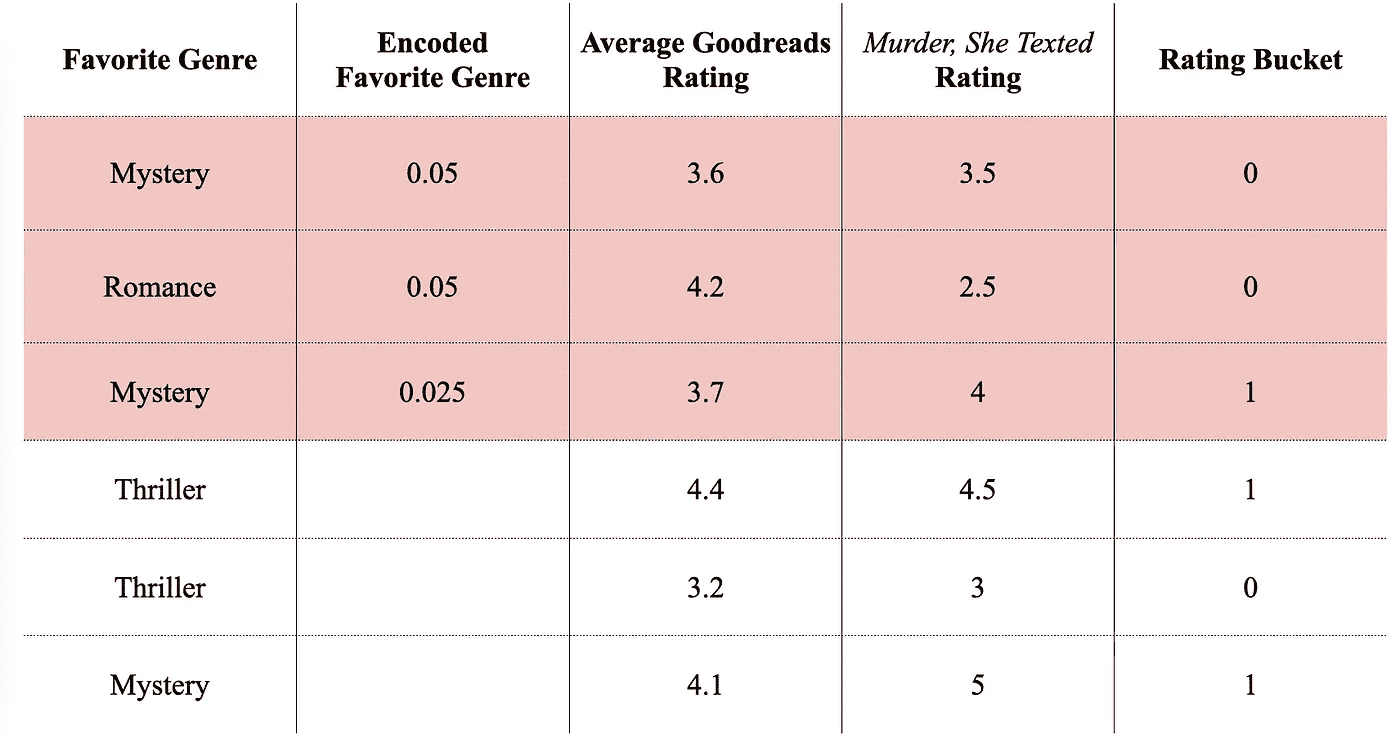 Favorite Genre Encoded Favorite Genre Average Goodreads Rating Murder, She Texted Rating Rating Bucket
Mystery 0.05 3.6 3.5 0
Romance 0.05 4.2 2.5 0
Mystery 0.025 3.7 4 1
Thriller 4.4 4.5 1
Thriller 3.2 3 0
Mystery 4.1 5 1